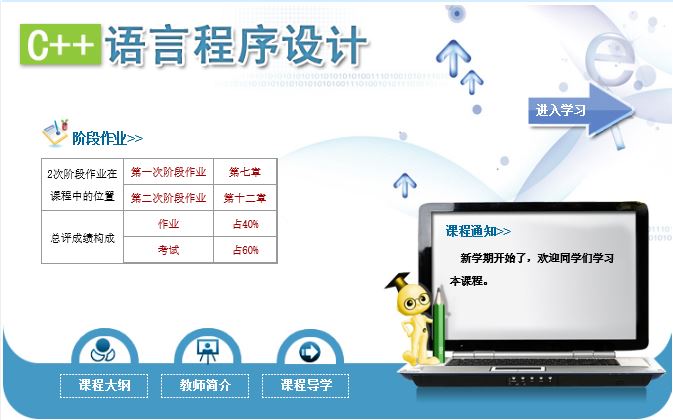 C++ 语言程序设计
进入学习
阶段作业>>
2次阶段作业在
课程中的位置
第一次阶段作业 第七章
第二次阶段作业 第十二章
总评成绩构成
作业 占40%
考试 占60%
课程通知>>
新学期开始了，欢迎同学们学习
本课程。
课程大纲 教师简介 课程导学